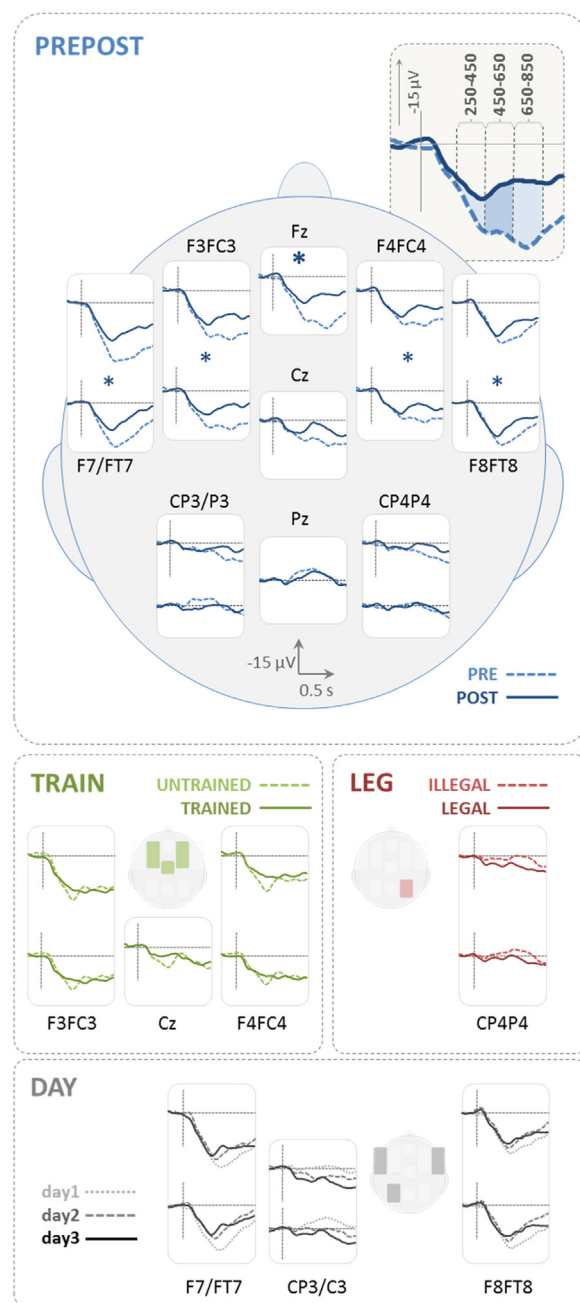 PREPOST
-15 µV
250-450
450-650
650-850
Fz
F3FC3
F4FC4
*
Cz
*
*
*
*
F7/FT7
F8FT8
CP3/P3
Pz
CP4P4
-15 µV
0.5 s
PRE
POST
TRAIN
UNTRAINED
TRAINED
F3FC3
Cz
F4FC4
LEG
ILLEGAL
LEGAL
CP4P4
DAY
day1
day2
day3
F7/FT7
CP3/C3
F8FT8